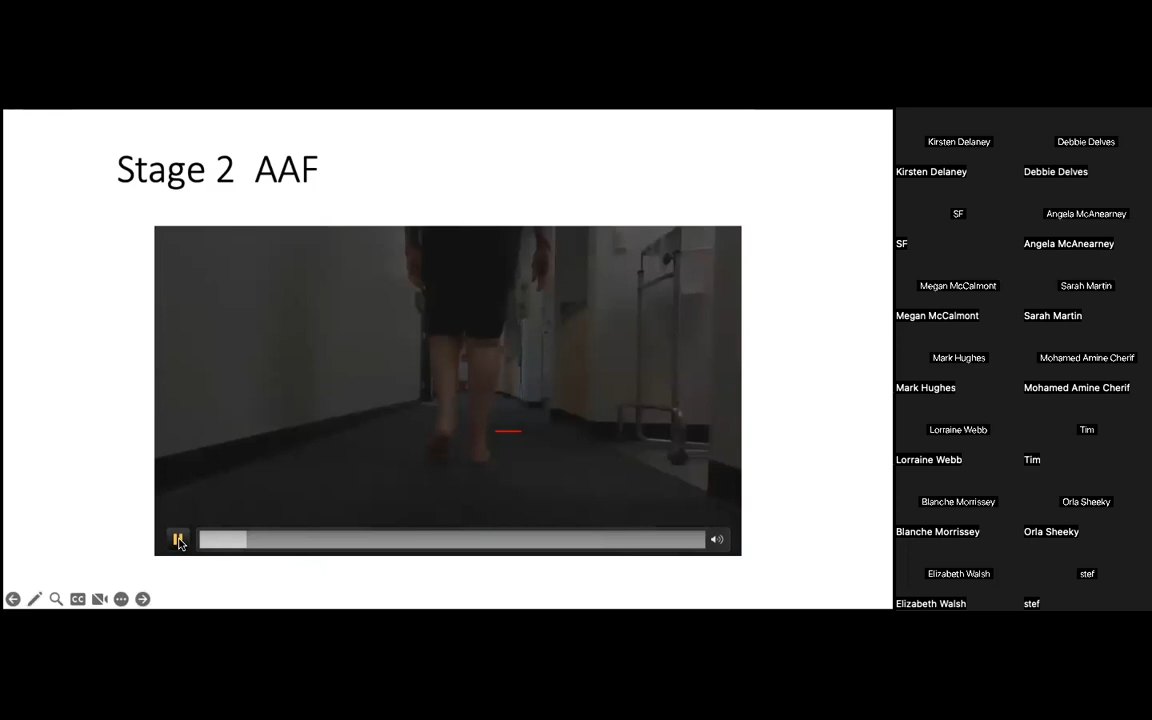 Stage 2 AAF
CC
Kirsten Delaney
Debbie Delves
Kirsten Delaney
Debbie Delves
SF
Angela McAnearney
SF
Angela McAnearney
Megan McCalmont
Sarah Martin
Megan McCalmont
Sarah Martin
Mark Hughes
Mohamed Amine Cherif
Mark Hughes
Mohamed Amine Cherif
Lorraine Webb
Tim
Lorraine Webb
Tim
Blanche Morrissey
Orla Sheeky
Blanche Morrissey
Orla Sheeky
Elizabeth Walsh
stef
Elizabeth Walsh
stef